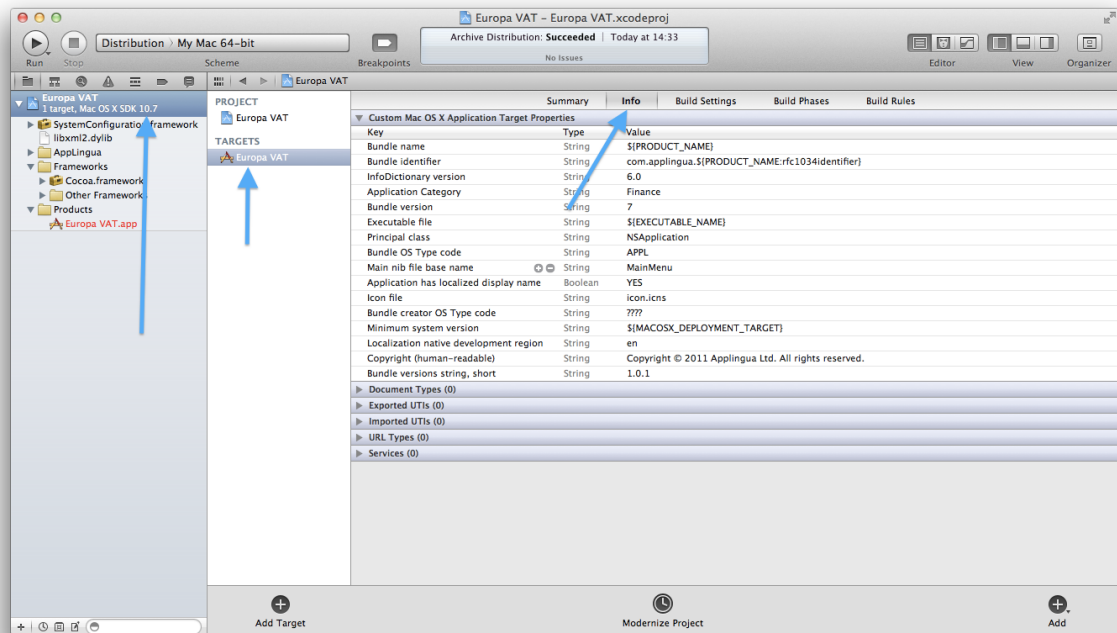 Europa VAT – Europa VAT.xcodeproj
Distribution › My Mac 64-bit
Archive Distribution: Succeeded | Today at 14:33
No Issues
Run Stop Scheme Breakpoints Editor View Organizer
Europa VAT
1 target, Mac OS X SDK 10.7
SystemConfiguration.framework
libxml2.dylib
AppLingua
Frameworks
Cocoa.framework
Other Frameworks
Products
Europa VAT.app
Europa VAT
PROJECT
Europa VAT
TARGETS
Europa VAT
Summary Info Build Settings Build Phases Build Rules
Custom Mac OS X Application Target Properties
Key Type Value
Bundle name String ${PRODUCT_NAME}
Bundle identifier String com.applingua.${PRODUCT_NAME:rfc1034identifier}
InfoDictionary version String 6.0
Application Category String Finance
Bundle version String 7
Executable file String ${EXECUTABLE_NAME}
Principal class String NSApplication
Bundle OS Type code String APPL
Main nib file base name String MainMenu
Application has localized display name Boolean YES
Icon file String icon.icns
Bundle creator OS Type code String ????
Minimum system version String ${MACOSX_DEPLOYMENT_TARGET}
Localization native development region String en
Copyright (human-readable) String Copyright © 2011 Applingua Ltd. All rights reserved.
Bundle versions string, short String 1.0.1
Document Types (0)
Exported UTIs (0)
Imported UTIs (0)
URL Types (0)
Services (0)
Add Target Modernize Project Add